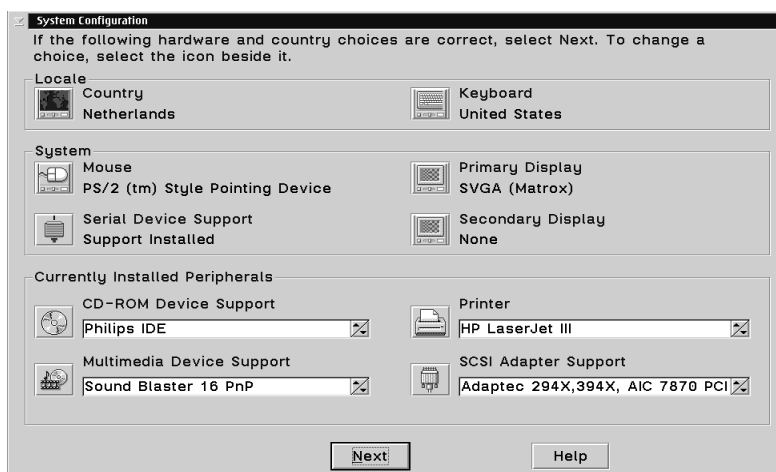 System Configuration
If the following hardware and country choices are correct, select Next. To change a
choice, select the icon beside it.
Locale
Country
Netherlands
Keyboard
United States
System
Mouse
PS/2 (tm) Style Pointing Device
Primary Display
SVGA (Matrox)
Serial Device Support
Support Installed
Secondary Display
None
Currently Installed Peripherals
CD-ROM Device Support
Philips IDE
Printer
HP LaserJet III
Multimedia Device Support
Sound Blaster 16 PnP
SCSI Adapter Support
Adaptec 294X,394X, AIC 7870 PCI
Next
Help